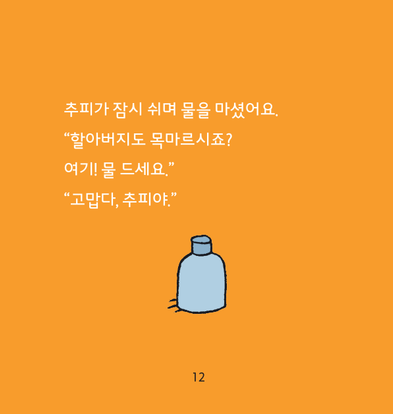 추피가 잠시 쉬며 물을 마셨어요.
“할아버지도 목마르시죠?
여기! 물 드세요.”
“고맙다, 추피야.”
12